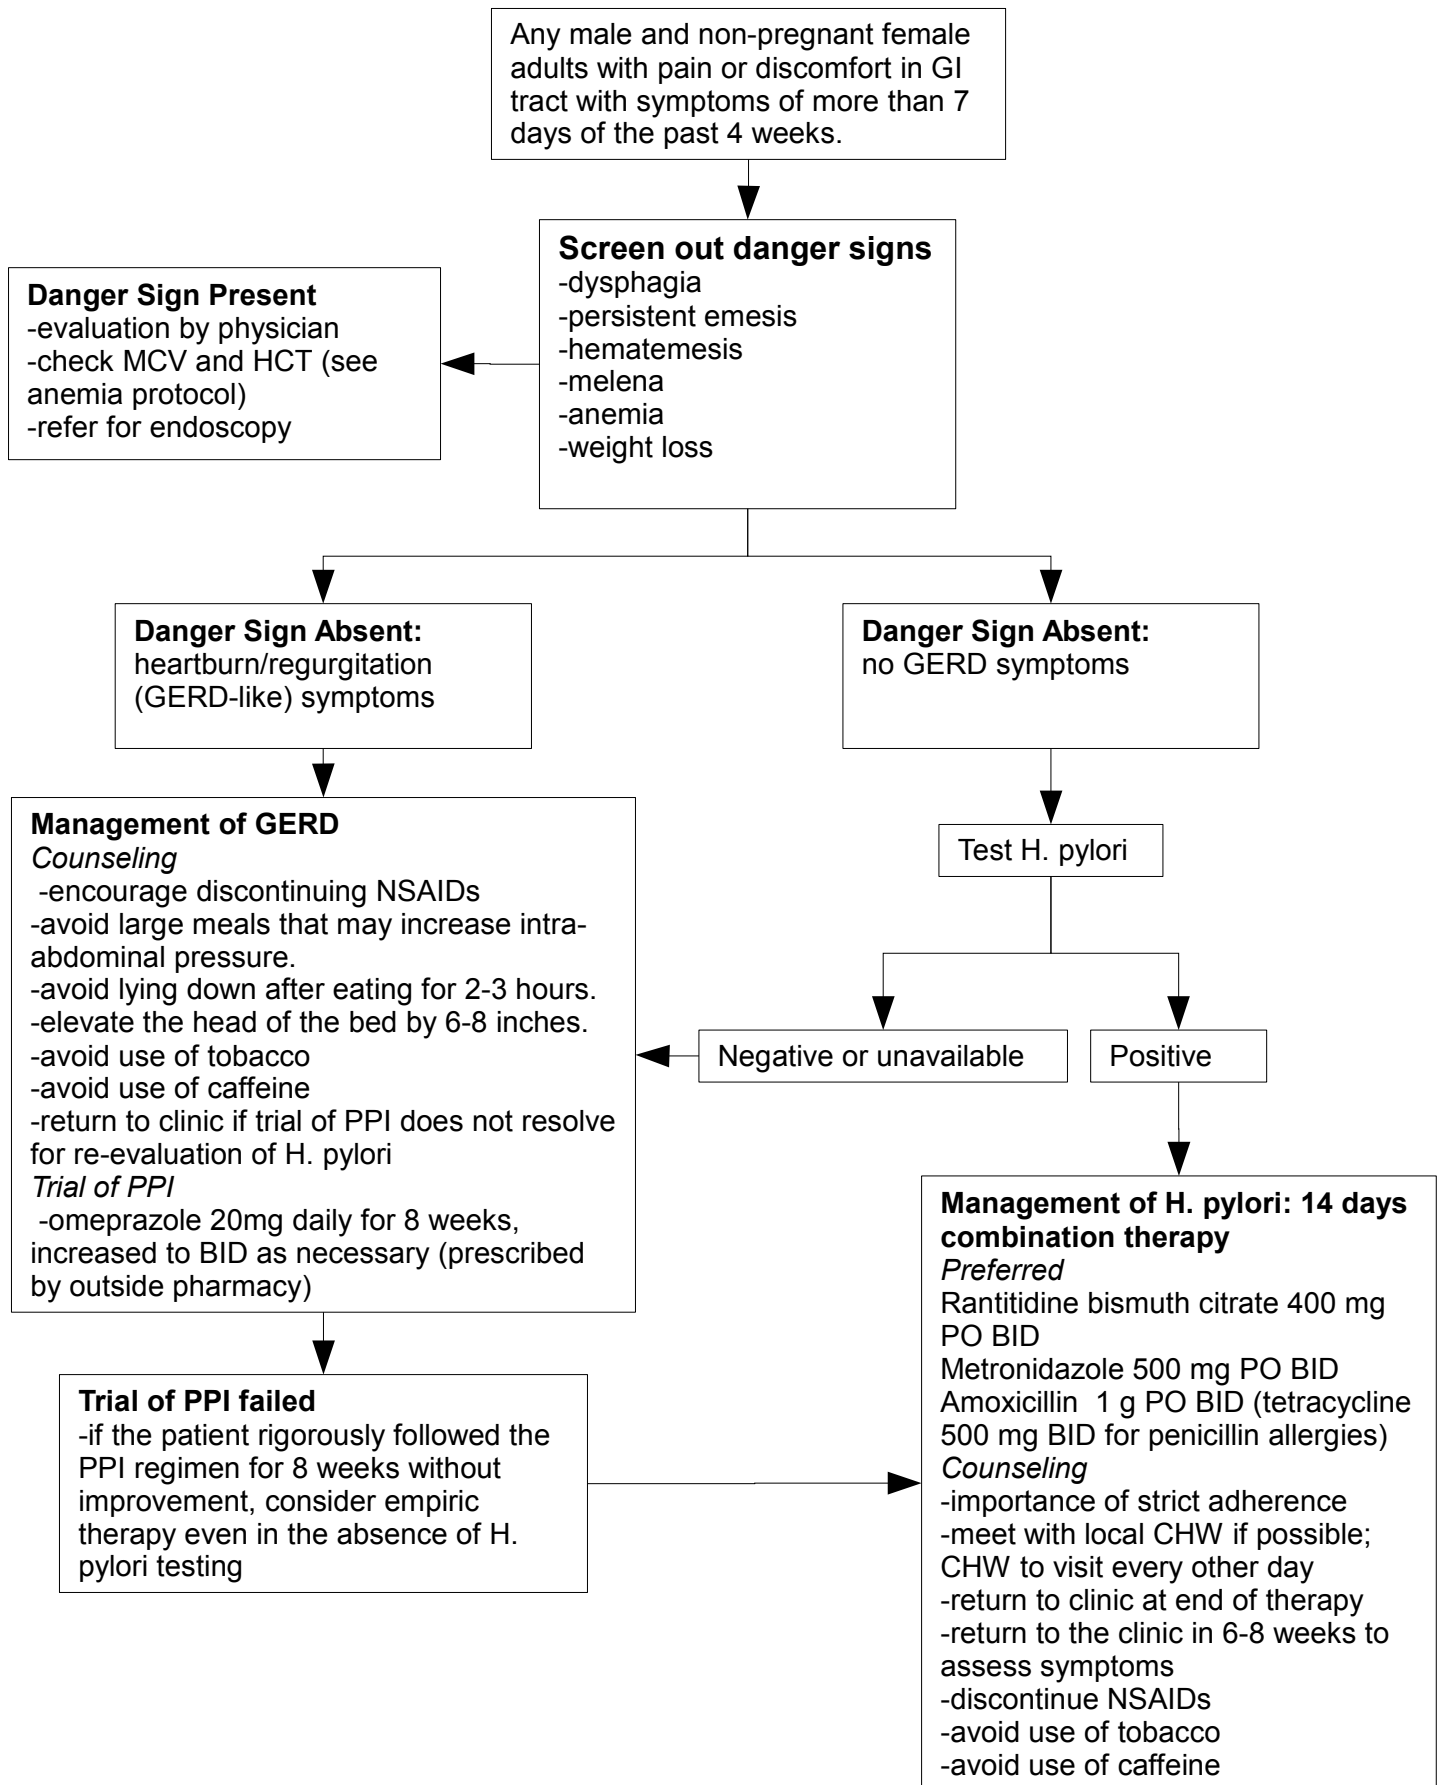 Any male and non-pregnant female
adults with pain or discomfort in GI
tract with symptoms of more than 7
days of the past 4 weeks.
Screen out danger signs
-dysphagia
-persistent emesis
-hematemesis
-melena
-anemia
-weight loss
Danger Sign Present
-evaluation by physician
-check MCV and HCT (see
anemia protocol)
-refer for endoscopy
Danger Sign Absent:
heartburn/regurgitation
(GERD-like) symptoms
Danger Sign Absent:
no GERD symptoms
Test H. pylori
Negative or unavailable
Positive
Management of GERD
Counseling
-encourage discontinuing NSAIDs
-avoid large meals that may increase intra-
abdominal pressure.
-avoid lying down after eating for 2-3 hours.
-elevate the head of the bed by 6-8 inches.
-avoid use of tobacco
-avoid use of caffeine
-return to clinic if trial of PPI does not resolve
for re-evaluation of H. pylori
Trial of PPI
-omeprazole 20mg daily for 8 weeks,
increased to BID as necessary (prescribed
by outside pharmacy)
Trial of PPI failed
-if the patient rigorously followed the
PPI regimen for 8 weeks without
improvement, consider empiric
therapy even in the absence of H.
pylori testing
Management of H. pylori: 14 days
combination therapy
Preferred
Rantitidine bismuth citrate 400 mg
PO BID
Metronidazole 500 mg PO BID
Amoxicillin  1 g PO BID (tetracycline
500 mg BID for penicillin allergies)
Counseling
-importance of strict adherence
-meet with local CHW if possible;
CHW to visit every other day
-return to clinic at end of therapy
-return to the clinic in 6-8 weeks to
assess symptoms
-discontinue NSAIDs
-avoid use of tobacco
-avoid use of caffeine